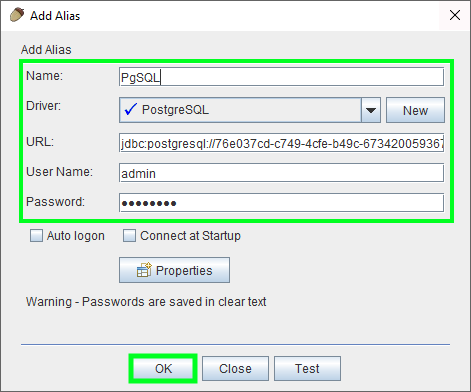 Add Alias
Add Alias
Name: PgSQL
Driver: PostgreSQL New
URL: jdbc:postgresql://76e037cd-c749-4cfe-b49c-673420059367
User Name: admin
Password: ••••••••
Auto logon Connect at Startup
Properties
Warning - Passwords are saved in clear text
OK Close Test